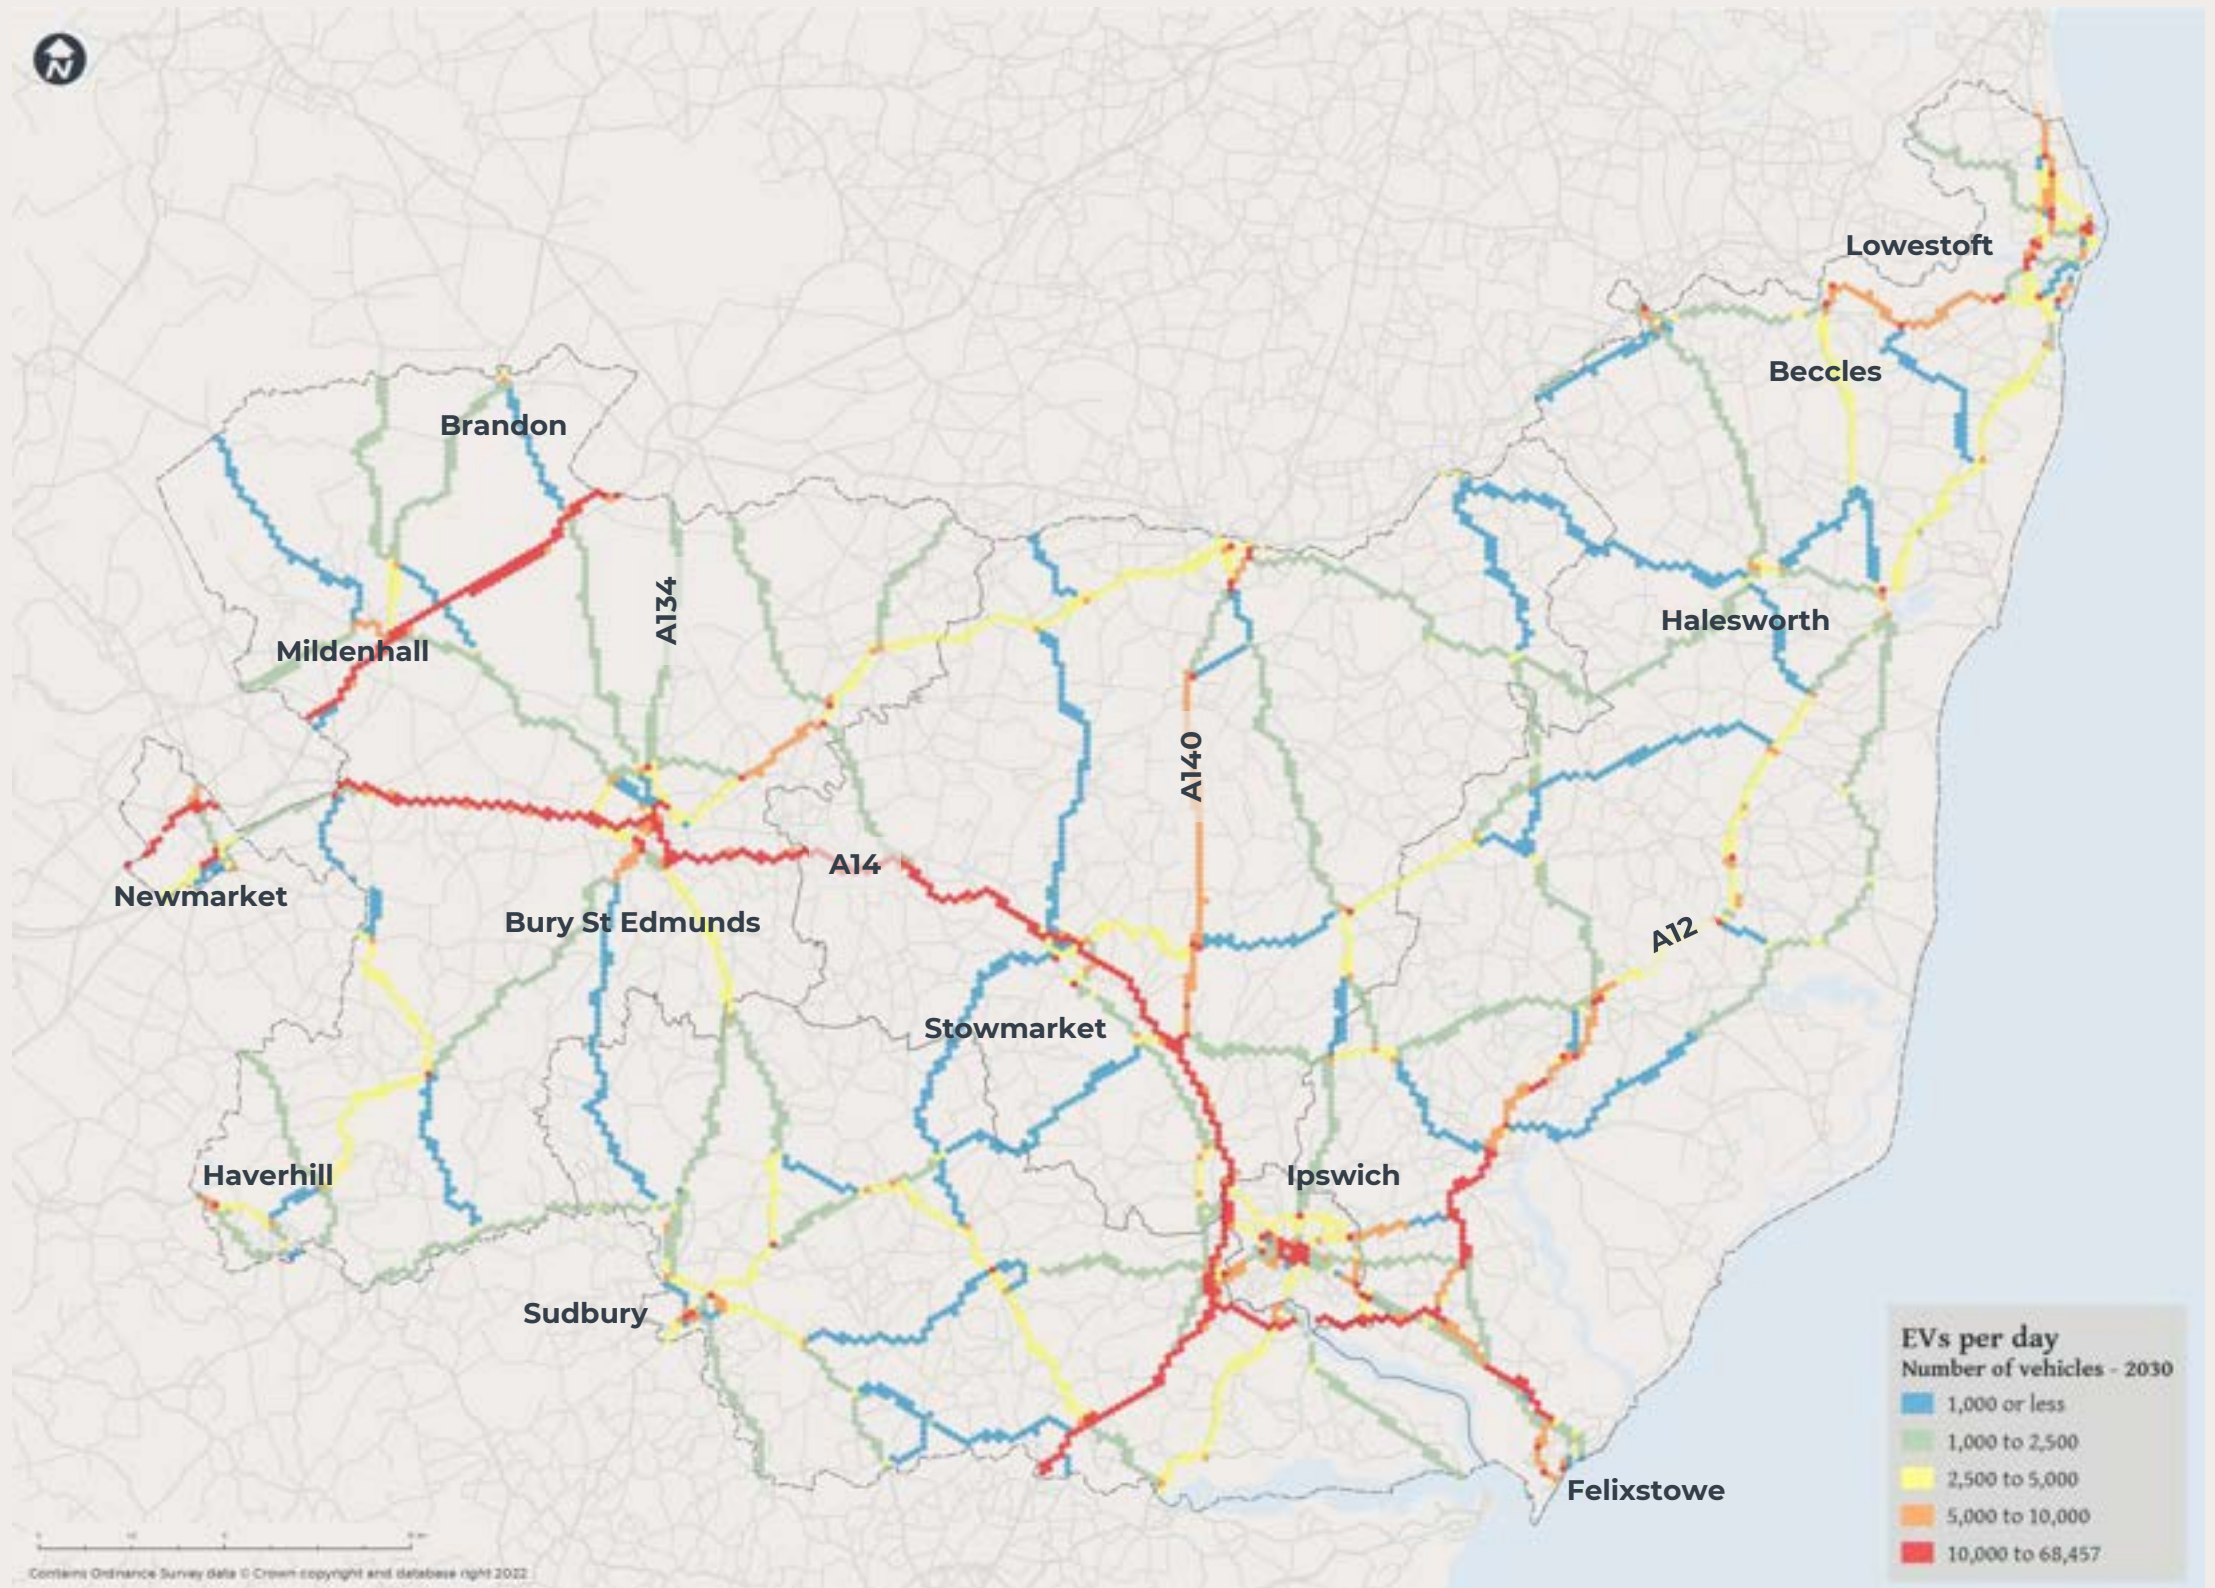 N
Lowestoft
Beccles
Brandon
A134
Halesworth
Mildenhall
A140
A14
Newmarket
Bury St Edmunds
A12
Stowmarket
Haverhill
Ipswich
Sudbury
Felixstowe
EVs per day
Number of vehicles - 2030
1,000 or less
1,000 to 2,500
2,500 to 5,000
5,000 to 10,000
10,000 to 68,457
Contains Ordnance Survey data © Crown copyright and database right 2022